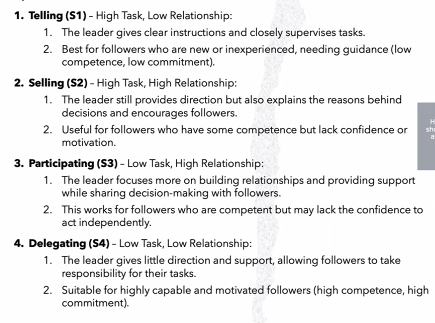 1. Telling (S1) – High Task, Low Relationship:
1. The leader gives clear instructions and closely supervises tasks.
2. Best for followers who are new or inexperienced, needing guidance (low
competence, low commitment).
2. Selling (S2) – High Task, High Relationship:
1. The leader still provides direction but also explains the reasons behind
decisions and encourages followers.
2. Useful for followers who have some competence but lack confidence or
motivation.
3. Participating (S3) – Low Task, High Relationship:
1. The leader focuses more on building relationships and providing support
while sharing decision-making with followers.
2. This works for followers who are competent but may lack the confidence to
act independently.
4. Delegating (S4) – Low Task, Low Relationship:
1. The leader gives little direction and support, allowing followers to take
responsibility for their tasks.
2. Suitable for highly capable and motivated followers (high competence, high
commitment).